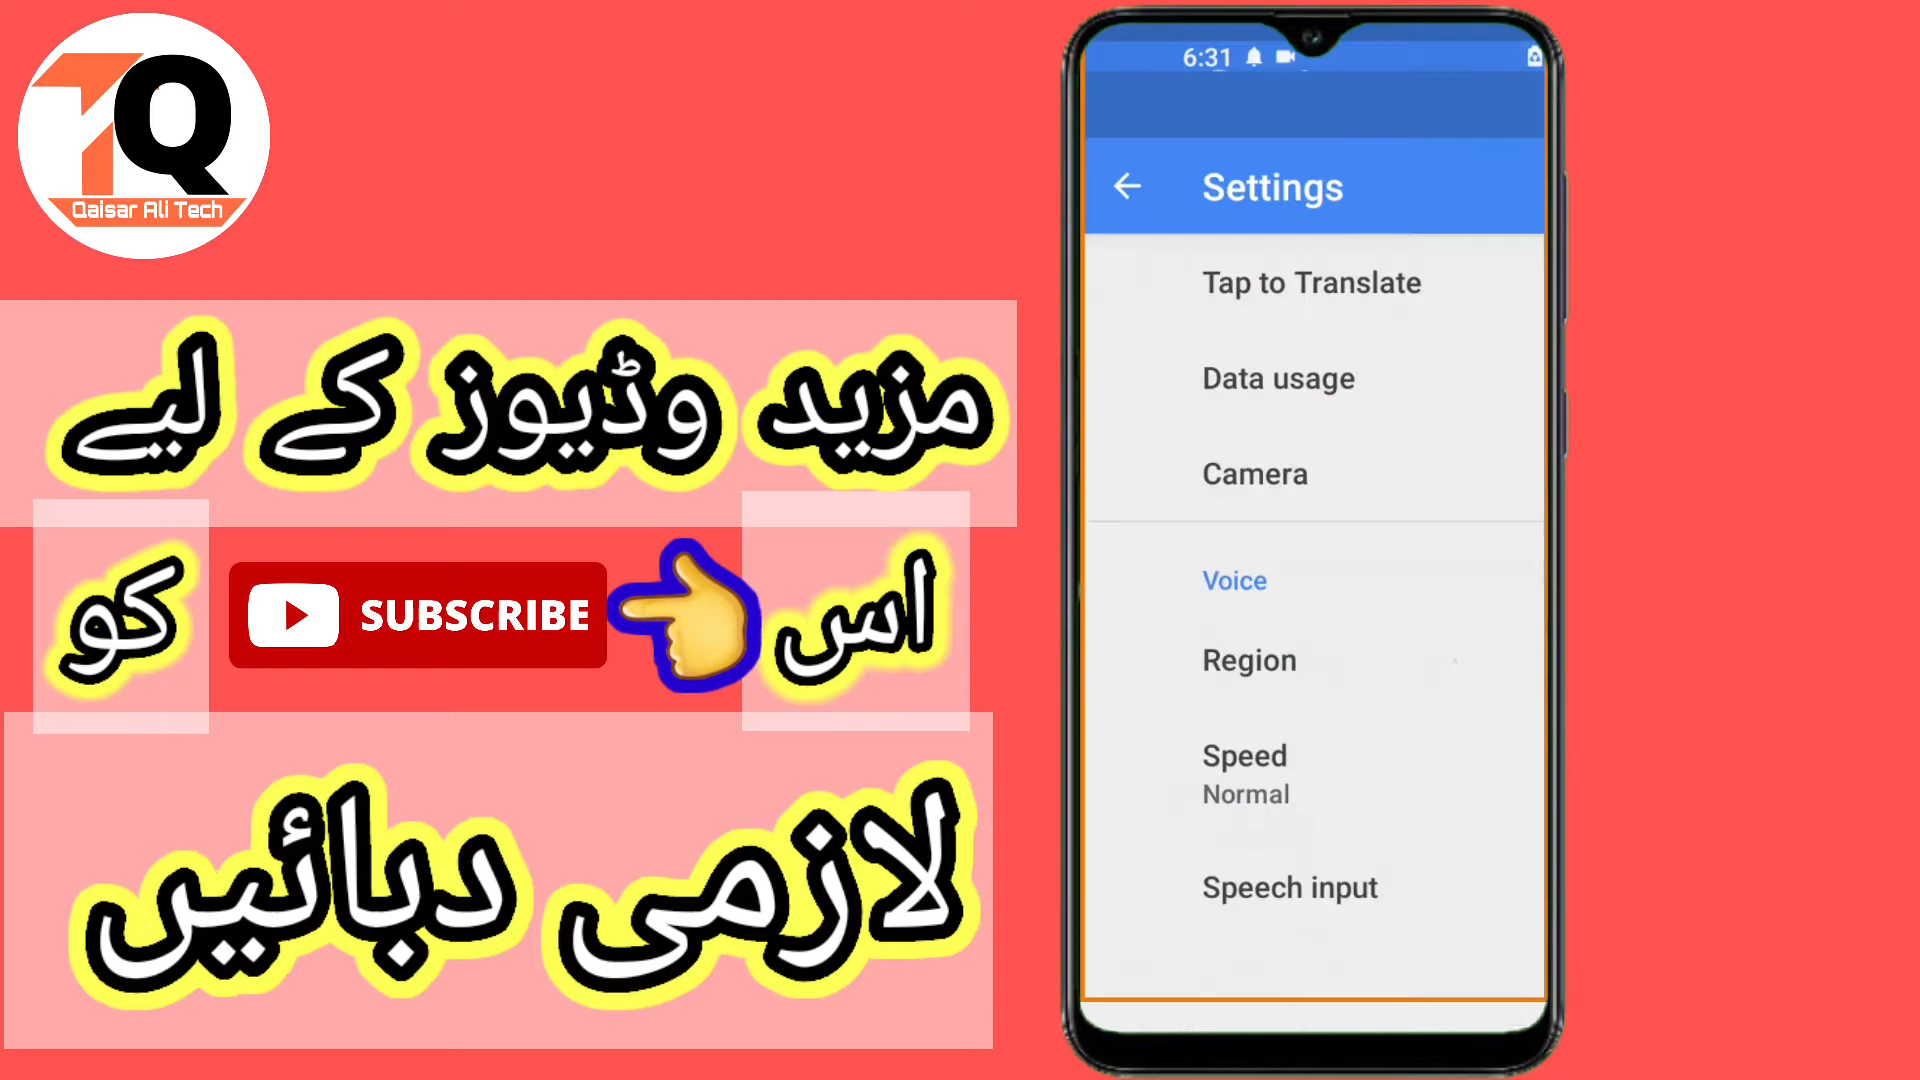 Qaisar Ali Tech
مزید وڈیوز کے لیے
اس 👈 SUBSCRIBE کو
لازمی دبائیں
6:31
Settings
Tap to Translate
Data usage
Camera
Voice
Region
Speed
Normal
Speech input